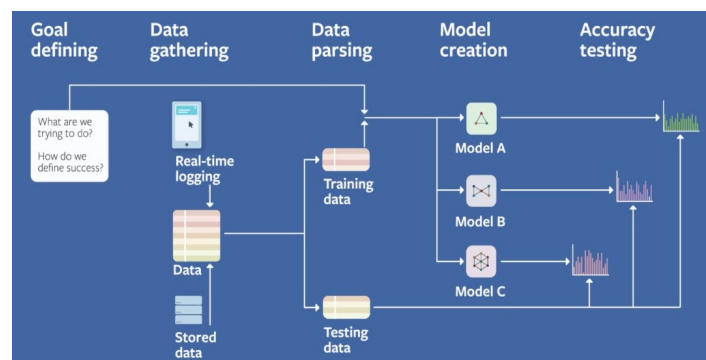 Goal
defining
Data
gathering
Data
parsing
Model
creation
Accuracy
testing
What are we
trying to do?
How do we
define success?
Real-time
logging
Data
Stored
data
Training
data
Testing
data
Model A
Model B
Model C